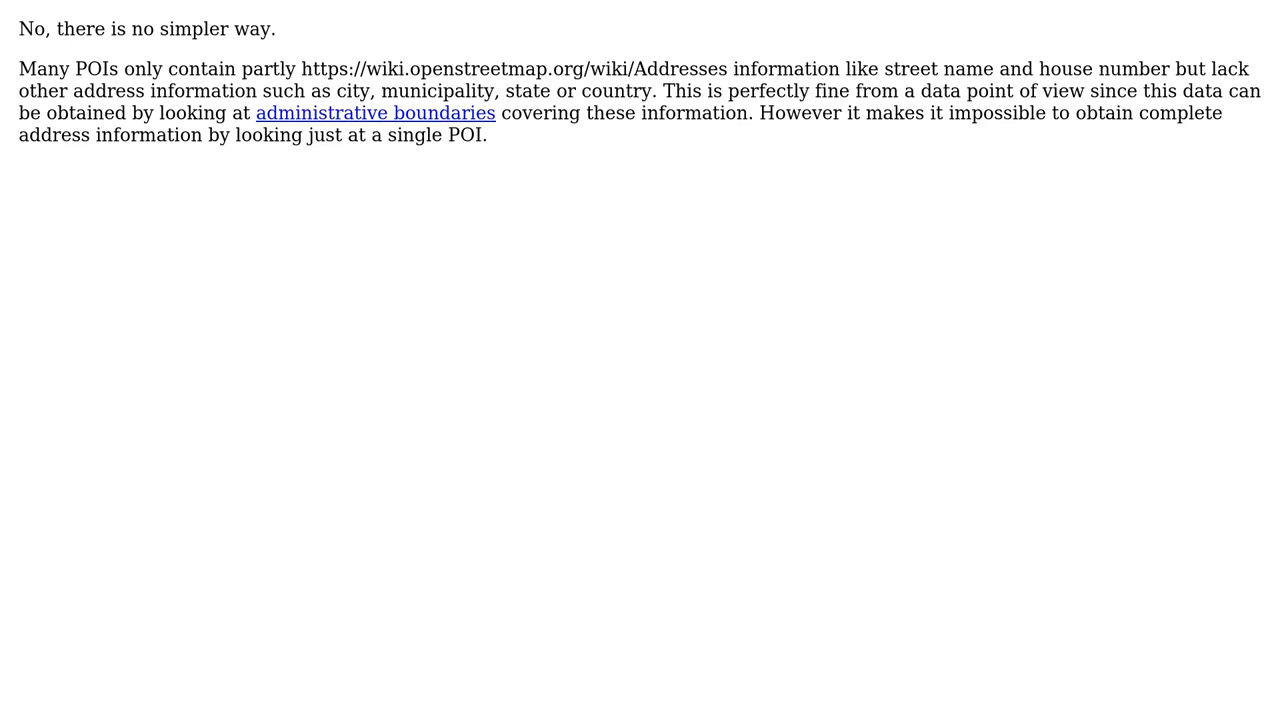 No, there is no simpler way.
Many POIs only contain partly https://wiki.openstreetmap.org/wiki/Addresses information like street name and house number but lack
other address information such as city, municipality, state or country. This is perfectly fine from a data point of view since this data can
be obtained by looking at administrative boundaries covering these information. However it makes it impossible to obtain complete
address information by looking just at a single POI.